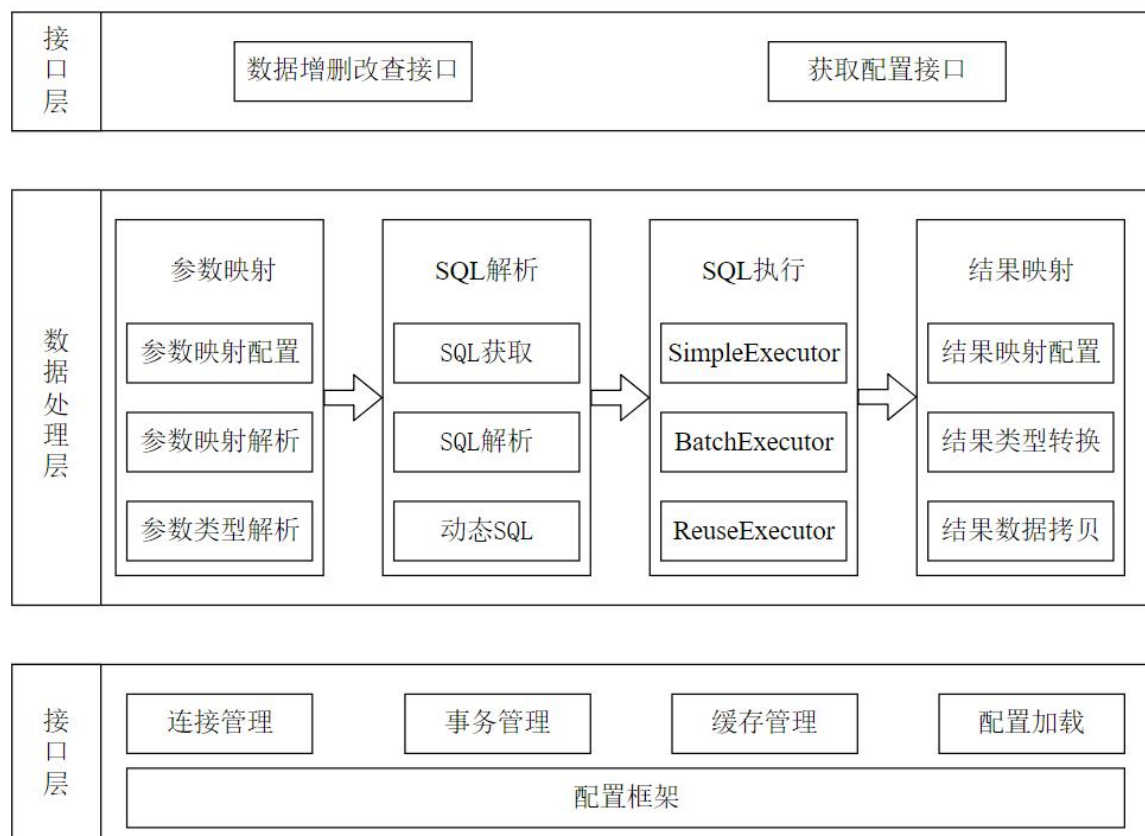 接口层
数据增删改查接口
获取配置接口
数据处理层
参数映射
参数映射配置
参数映射解析
参数类型解析
SQL解析
SQL获取
SQL解析
动态SQL
SQL执行
SimpleExecutor
BatchExecutor
ReuseExecutor
结果映射
结果映射配置
结果类型转换
结果数据拷贝
接口层
连接管理
事务管理
缓存管理
配置加载
配置框架